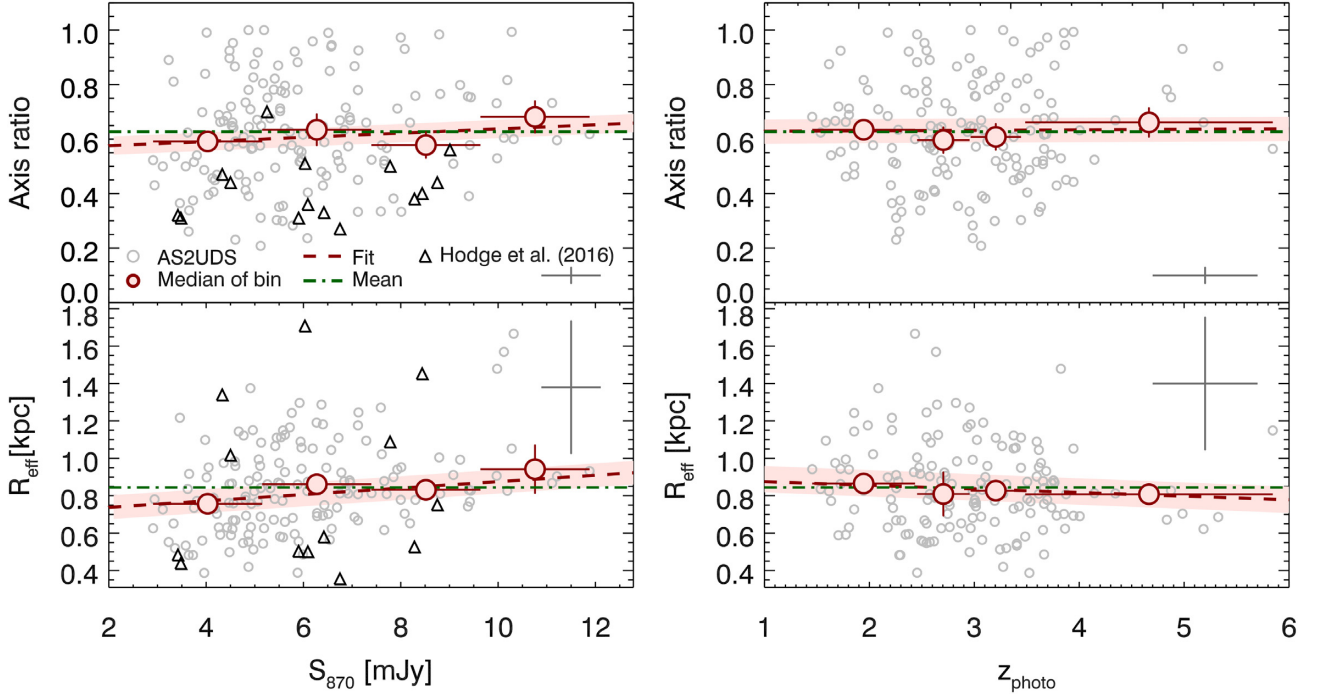 1.0
0.8
0.6
0.4
0.2
0.0
Axis ratio
AS2UDS
Fit
Hodge et al. (2016)
Median of bin
Mean
1.0
0.8
0.6
0.4
0.2
0.0
Axis ratio
1.8
1.6
1.4
1.2
1.0
0.8
0.6
0.4
R_eff[kpc]
2 4 6 8 10 12
S_870 [mJy]
1.8
1.6
1.4
1.2
1.0
0.8
0.6
0.4
R_eff [kpc]
1 2 3 4 5 6
z_photo